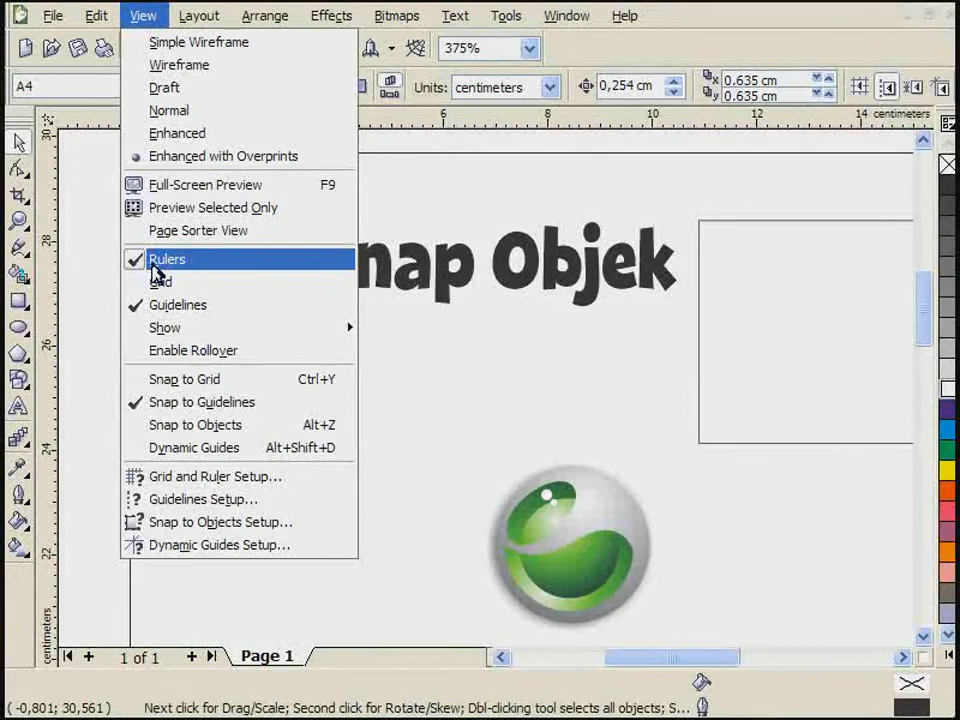 File Edit View Layout Arrange Effects Bitmaps Text Tools Window Help
375%
A4
Units: centimeters
0,254 cm
x 0.635 cm
y 0.635 cm
6 8 10 12 14 centimeters
30
28
26
24
22
centimeters
Simple Wireframe
Wireframe
Draft
Normal
Enhanced
Enhanced with Overprints
Full-Screen Preview F9
Preview Selected Only
Page Sorter View
Rulers
Guidelines
Show
Enable Rollover
Snap to Grid Ctrl+Y
Snap to Guidelines
Snap to Objects Alt+Z
Dynamic Guides Alt+Shift+D
Grid and Ruler Setup...
Guidelines Setup...
Snap to Objects Setup...
Dynamic Guides Setup...
nap Objek
1 of 1
Page 1
(-0,801; 30,561) Next click for Drag/Scale; Second click for Rotate/Skew; Dbl-clicking tool selects all objects; S...